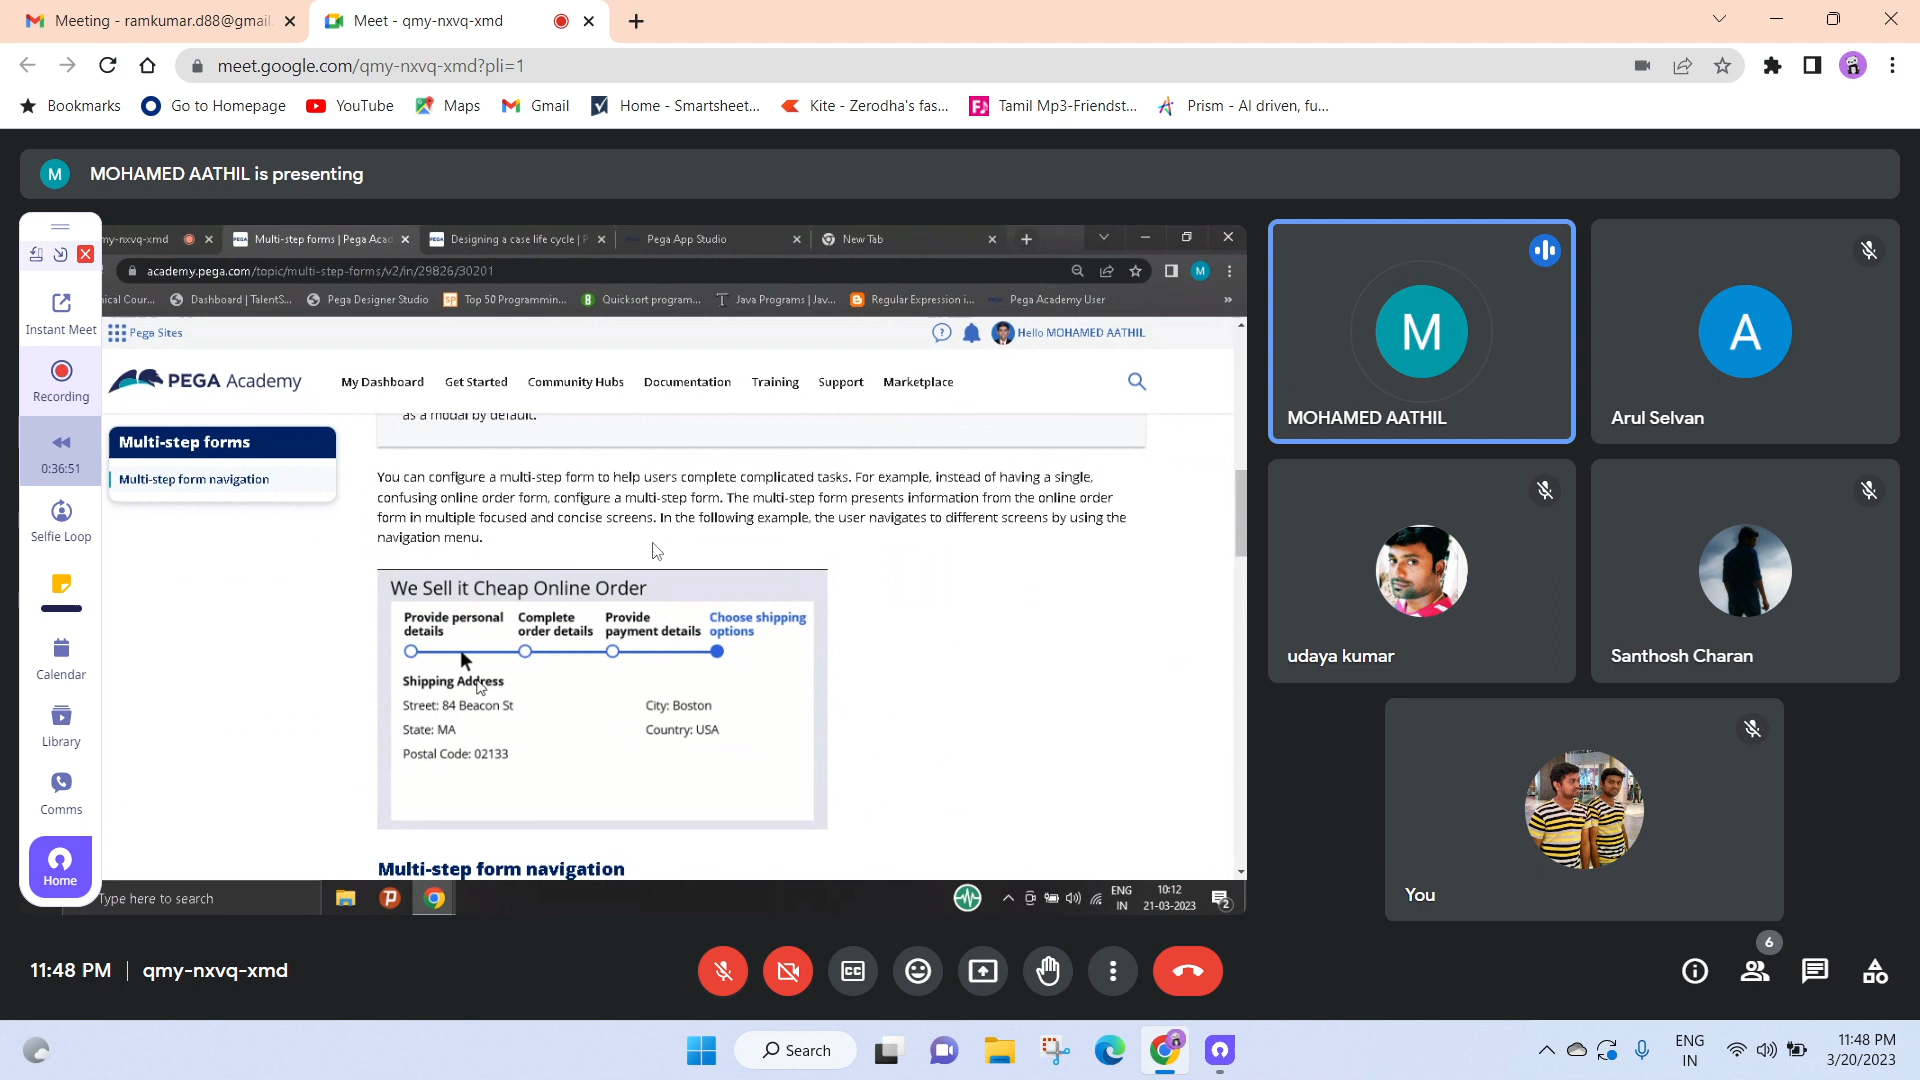 Meeting - ramkumar.d88@gmail.
Meet - qmy-nxvq-xmd
meet.google.com/qmy-nxvq-xmd?pli=1
Bookmarks
Go to Homepage
YouTube
Maps
Gmail
Home - Smartsheet...
Kite - Zerodha's fas...
Tamil Mp3-Friendst...
Prism - AI driven, fu...
M
MOHAMED AATHIL is presenting
my-nxvq-xmd
Multi-step forms | Pega Acad
Designing a case life cycle | P
Pega App Studio
New Tab
academy.pega.com/topic/multi-step-forms/v2/in/29826/30201
M
ical Cour...
Dashboard | TalentS...
Pega Designer Studio
Top 50 Programmin...
Quicksort program...
Java Programs | Jav...
Regular Expression i...
Pega Academy User
»
Pega Sites
Hello MOHAMED AATHIL
PEGA Academy
My Dashboard
Get Started
Community Hubs
Documentation
Training
Support
Marketplace
as a modal by default.
Multi-step forms
Multi-step form navigation
You can configure a multi-step form to help users complete complicated tasks. For example, instead of having a single,
confusing online order form, configure a multi-step form. The multi-step form presents information from the online order
form in multiple focused and concise screens. In the following example, the user navigates to different screens by using the
navigation menu.
We Sell it Cheap Online Order
Provide personal details
Complete order details
Provide payment details
Choose shipping options
Shipping Address
Street: 84 Beacon St
City: Boston
State: MA
Country: USA
Postal Code: 02133
Multi-step form navigation
Type here to search
ENG
IN
10:12
21-03-2023
2
Instant Meet
Recording
0:36:51
Selfie Loop
Calendar
Library
Comms
Home
M
MOHAMED AATHIL
A
Arul Selvan
udaya kumar
Santhosh Charan
You
11:48 PM
qmy-nxvq-xmd
6
Search
ENG
IN
11:48 PM
3/20/2023